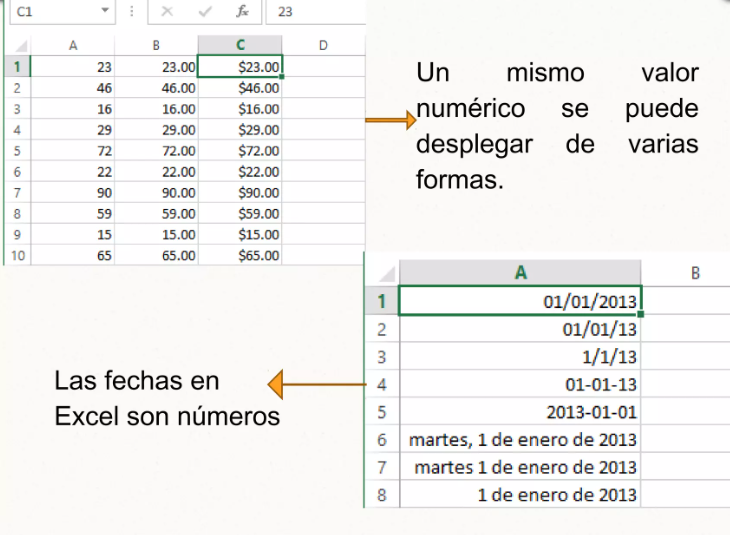 C1 fx 23
A B C D
1 23 23.00 $23.00
2 46 46.00 $46.00
3 16 16.00 $16.00
4 29 29.00 $29.00
5 72 72.00 $72.00
6 22 22.00 $22.00
7 90 90.00 $90.00
8 59 59.00 $59.00
9 15 15.00 $15.00
10 65 65.00 $65.00
Un mismo valor
numérico se puede
desplegar de varias
formas.
A B
1 01/01/2013
2 01/01/13
3 1/1/13
4 01-01-13
5 2013-01-01
6 martes, 1 de enero de 2013
7 martes 1 de enero de 2013
8 1 de enero de 2013
Las fechas en
Excel son números